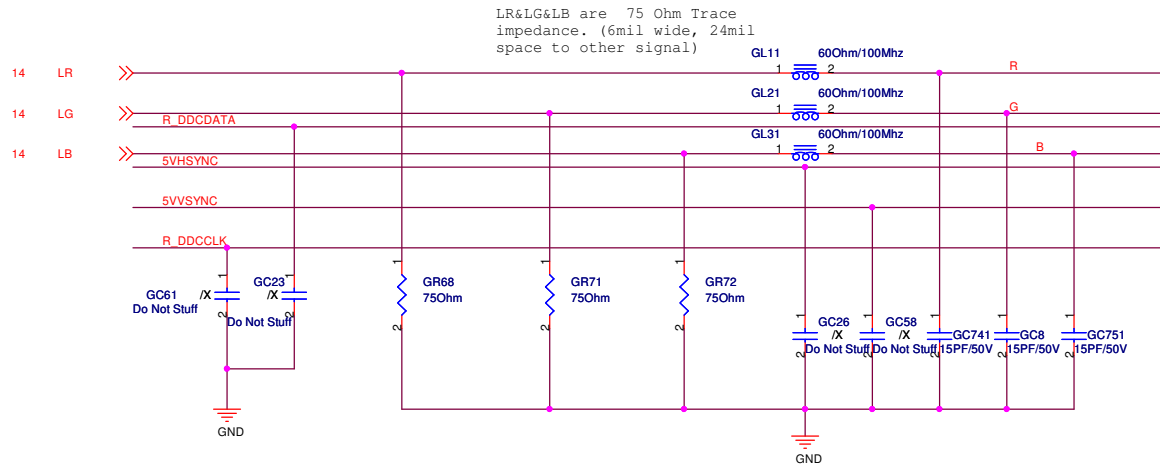 LR&LG&LB are  75 Ohm Trace
impedance. (6mil wide, 24mil
space to other signal)
GL11 60Ohm/100Mhz
14 LR 1 2 R
GL21 60Ohm/100Mhz
14 LG 1 2 G
R_DDCDATA
GL31 60Ohm/100Mhz
14 LB 1 2 B
5VHSYNC
5VVSYNC
R_DDCCLK
1 1 1 1 1
GC61 /X GC23 /X GR68 GR71 GR72
Do Not Stuff 75Ohm 75Ohm 75Ohm
2 2 Do Not Stuff 2 2 2
1 1 1 1 1
GC26 /X GC58 /X GC741 GC8 GC751
Do Not Stuff Do Not Stuff 15PF/50V 15PF/50V 15PF/50V
2 2 2 2 2
GND
GND